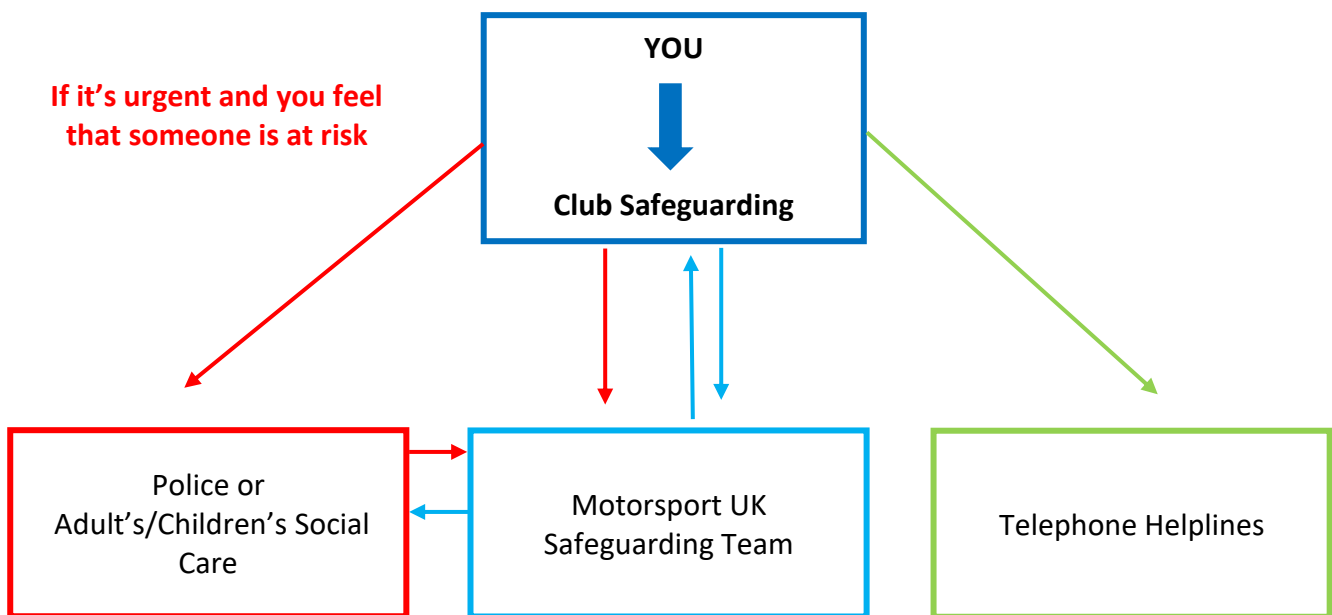 YOU
If it’s urgent and you feel
that someone is at risk
Club Safeguarding
Police or
Adult’s/Children’s Social
Care
Motorsport UK
Safeguarding Team
Telephone Helplines